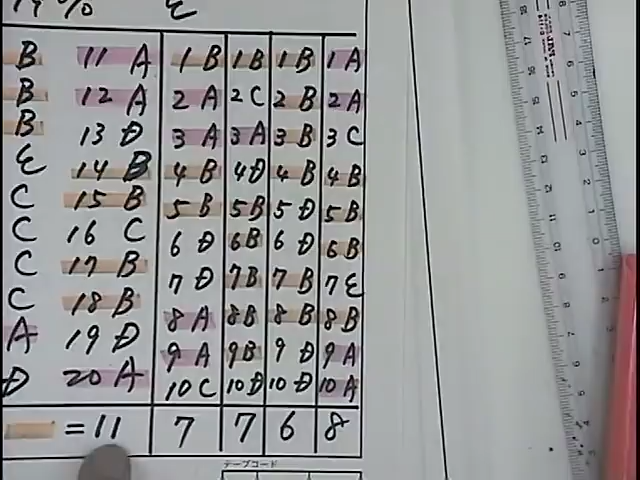 19% E
B 11 A 1 B 1 B 1 B 1 A
B 12 A 2 A 2 C 2 B 2 A
B 13 D 3 A 3 A 3 B 3 C
E 14 B 4 B 4 D 4 B 4 B
C 15 B 5 B 5 B 5 D 5 B
C 16 C 6 D 6 B 6 D 6 B
C 17 B 7 D 7 B 7 B 7 E
C 18 B 8 A 8 B 8 B 8 B
A 19 D 9 A 9 B 9 D 9 A
D 20 A 10 C 10 D 10 D 10 A
= 11 7 7 6 8
テープコード